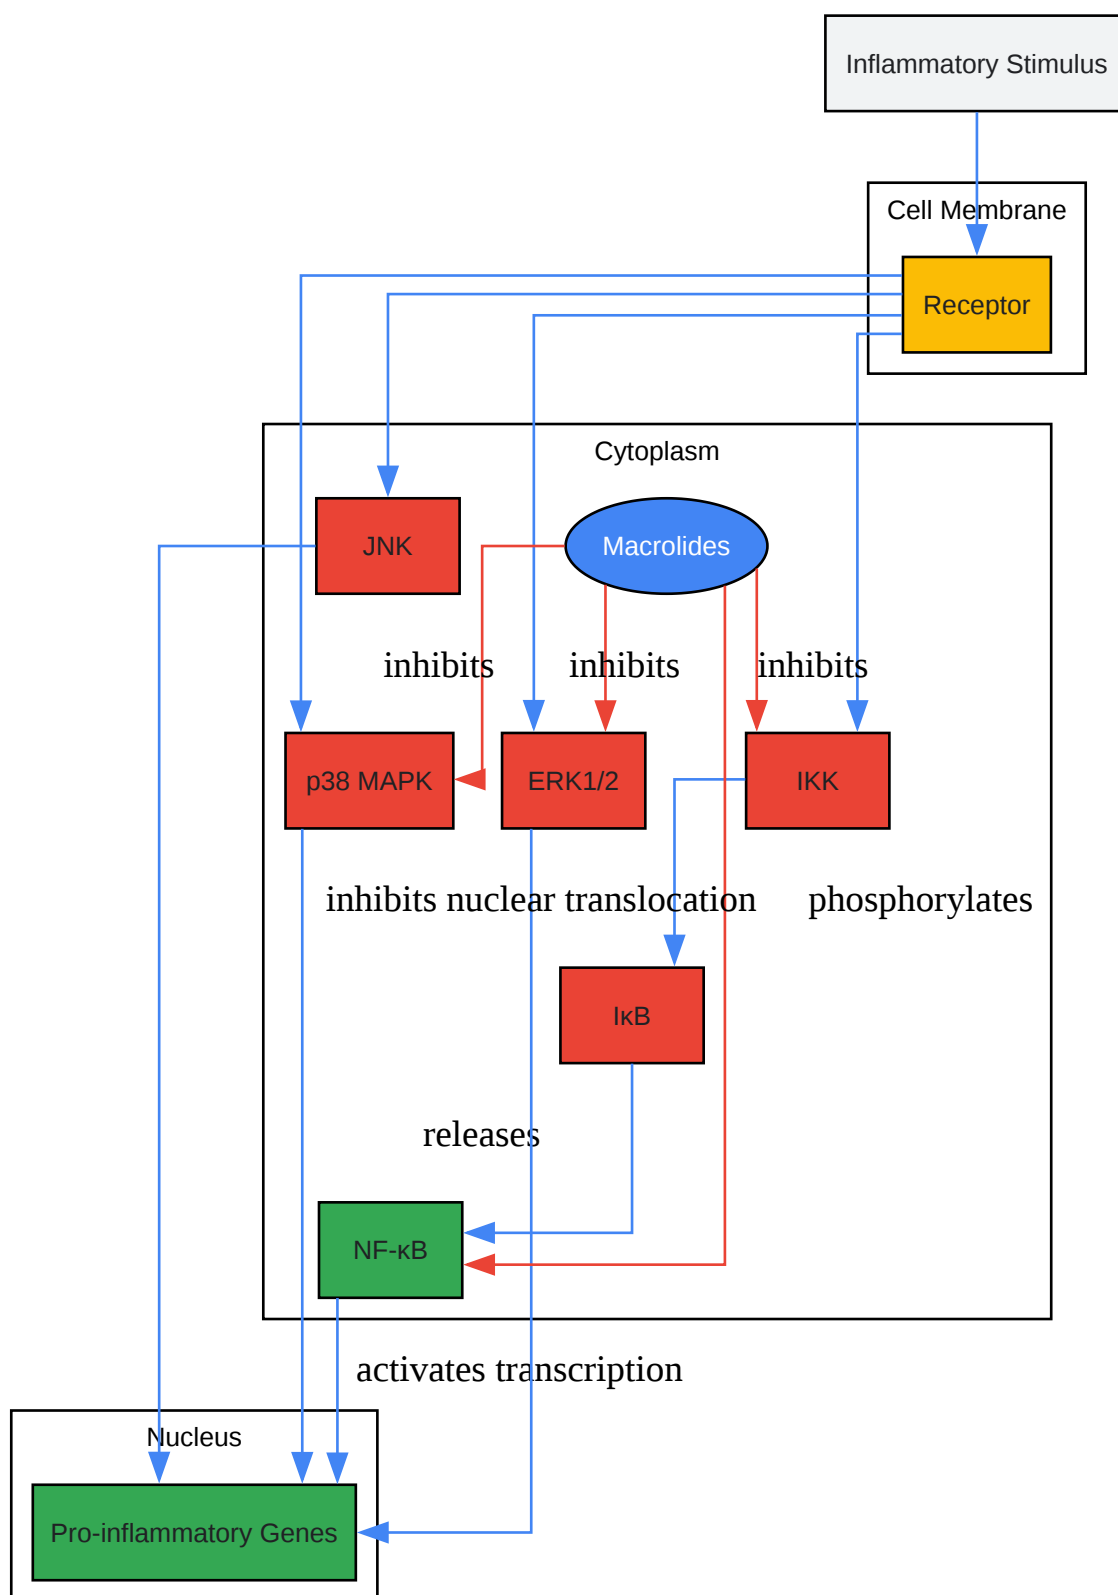 Inflammatory Stimulus
Cell Membrane
Receptor
Cytoplasm
JNK
Macrolides
inhibits
inhibits
inhibits
p38 MAPK
ERK1/2
IKK
inhibits nuclear translocation
phosphorylates
IκB
releases
NF-κB
activates transcription
Nucleus
Pro-inflammatory Genes